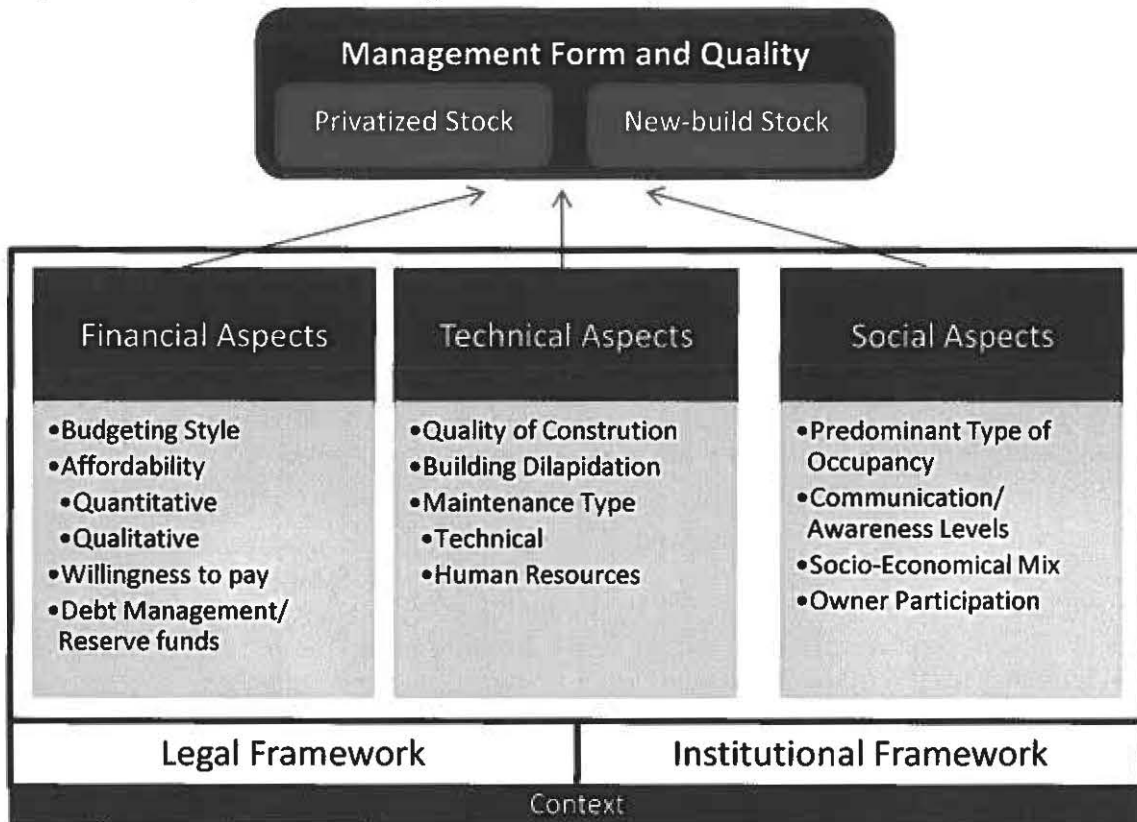 Management Form and Quality
Privatized Stock
New-build Stock
Financial Aspects
•Budgeting Style
•Affordability
•Quantitative
•Qualitative
•Willingness to pay
•Debt Management/
Reserve funds
Technical Aspects
•Quality of Constrution
•Building Dilapidation
•Maintenance Type
•Technical
•Human Resources
Social Aspects
•Predominant Type of
Occupancy
•Communication/
Awareness Levels
•Socio-Economical Mix
•Owner Participation
Legal Framework
Institutional Framework
Context